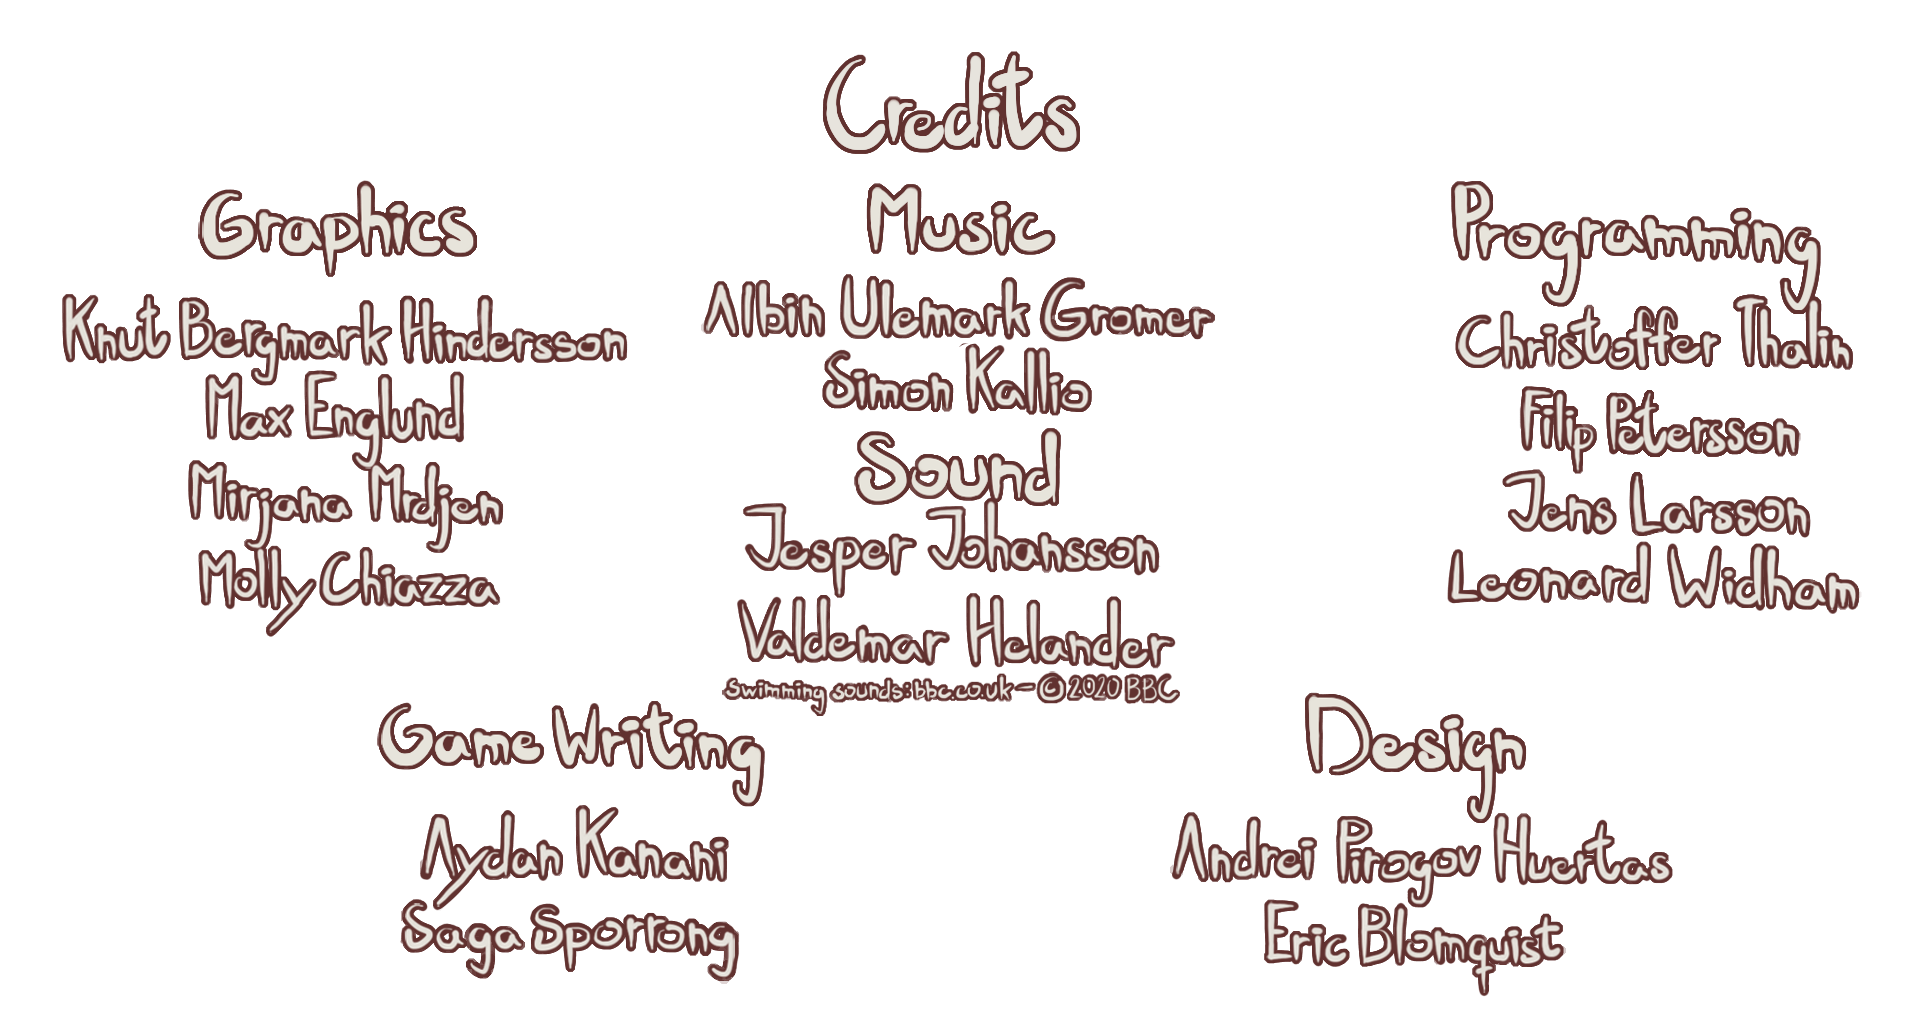 Credits
Graphics
Knut Bergmark Hindersson
Max Englund
Mirjana Mrdjen
Molly Chiazza
Music
Albin Ulemark Gromer
Simon Kallio
Sound
Jesper Johansson
Valdemar Helander
Swimming sounds: bbc.co.uk – © 2020 BBC
Programming
Christoffer Thalin
Filip Petersson
Jens Larsson
Leonard Widham
Game Writing
Aydan Kanani
Saga Sporrong
Design
Andrei Pirogov Huertas
Eric Blomquist